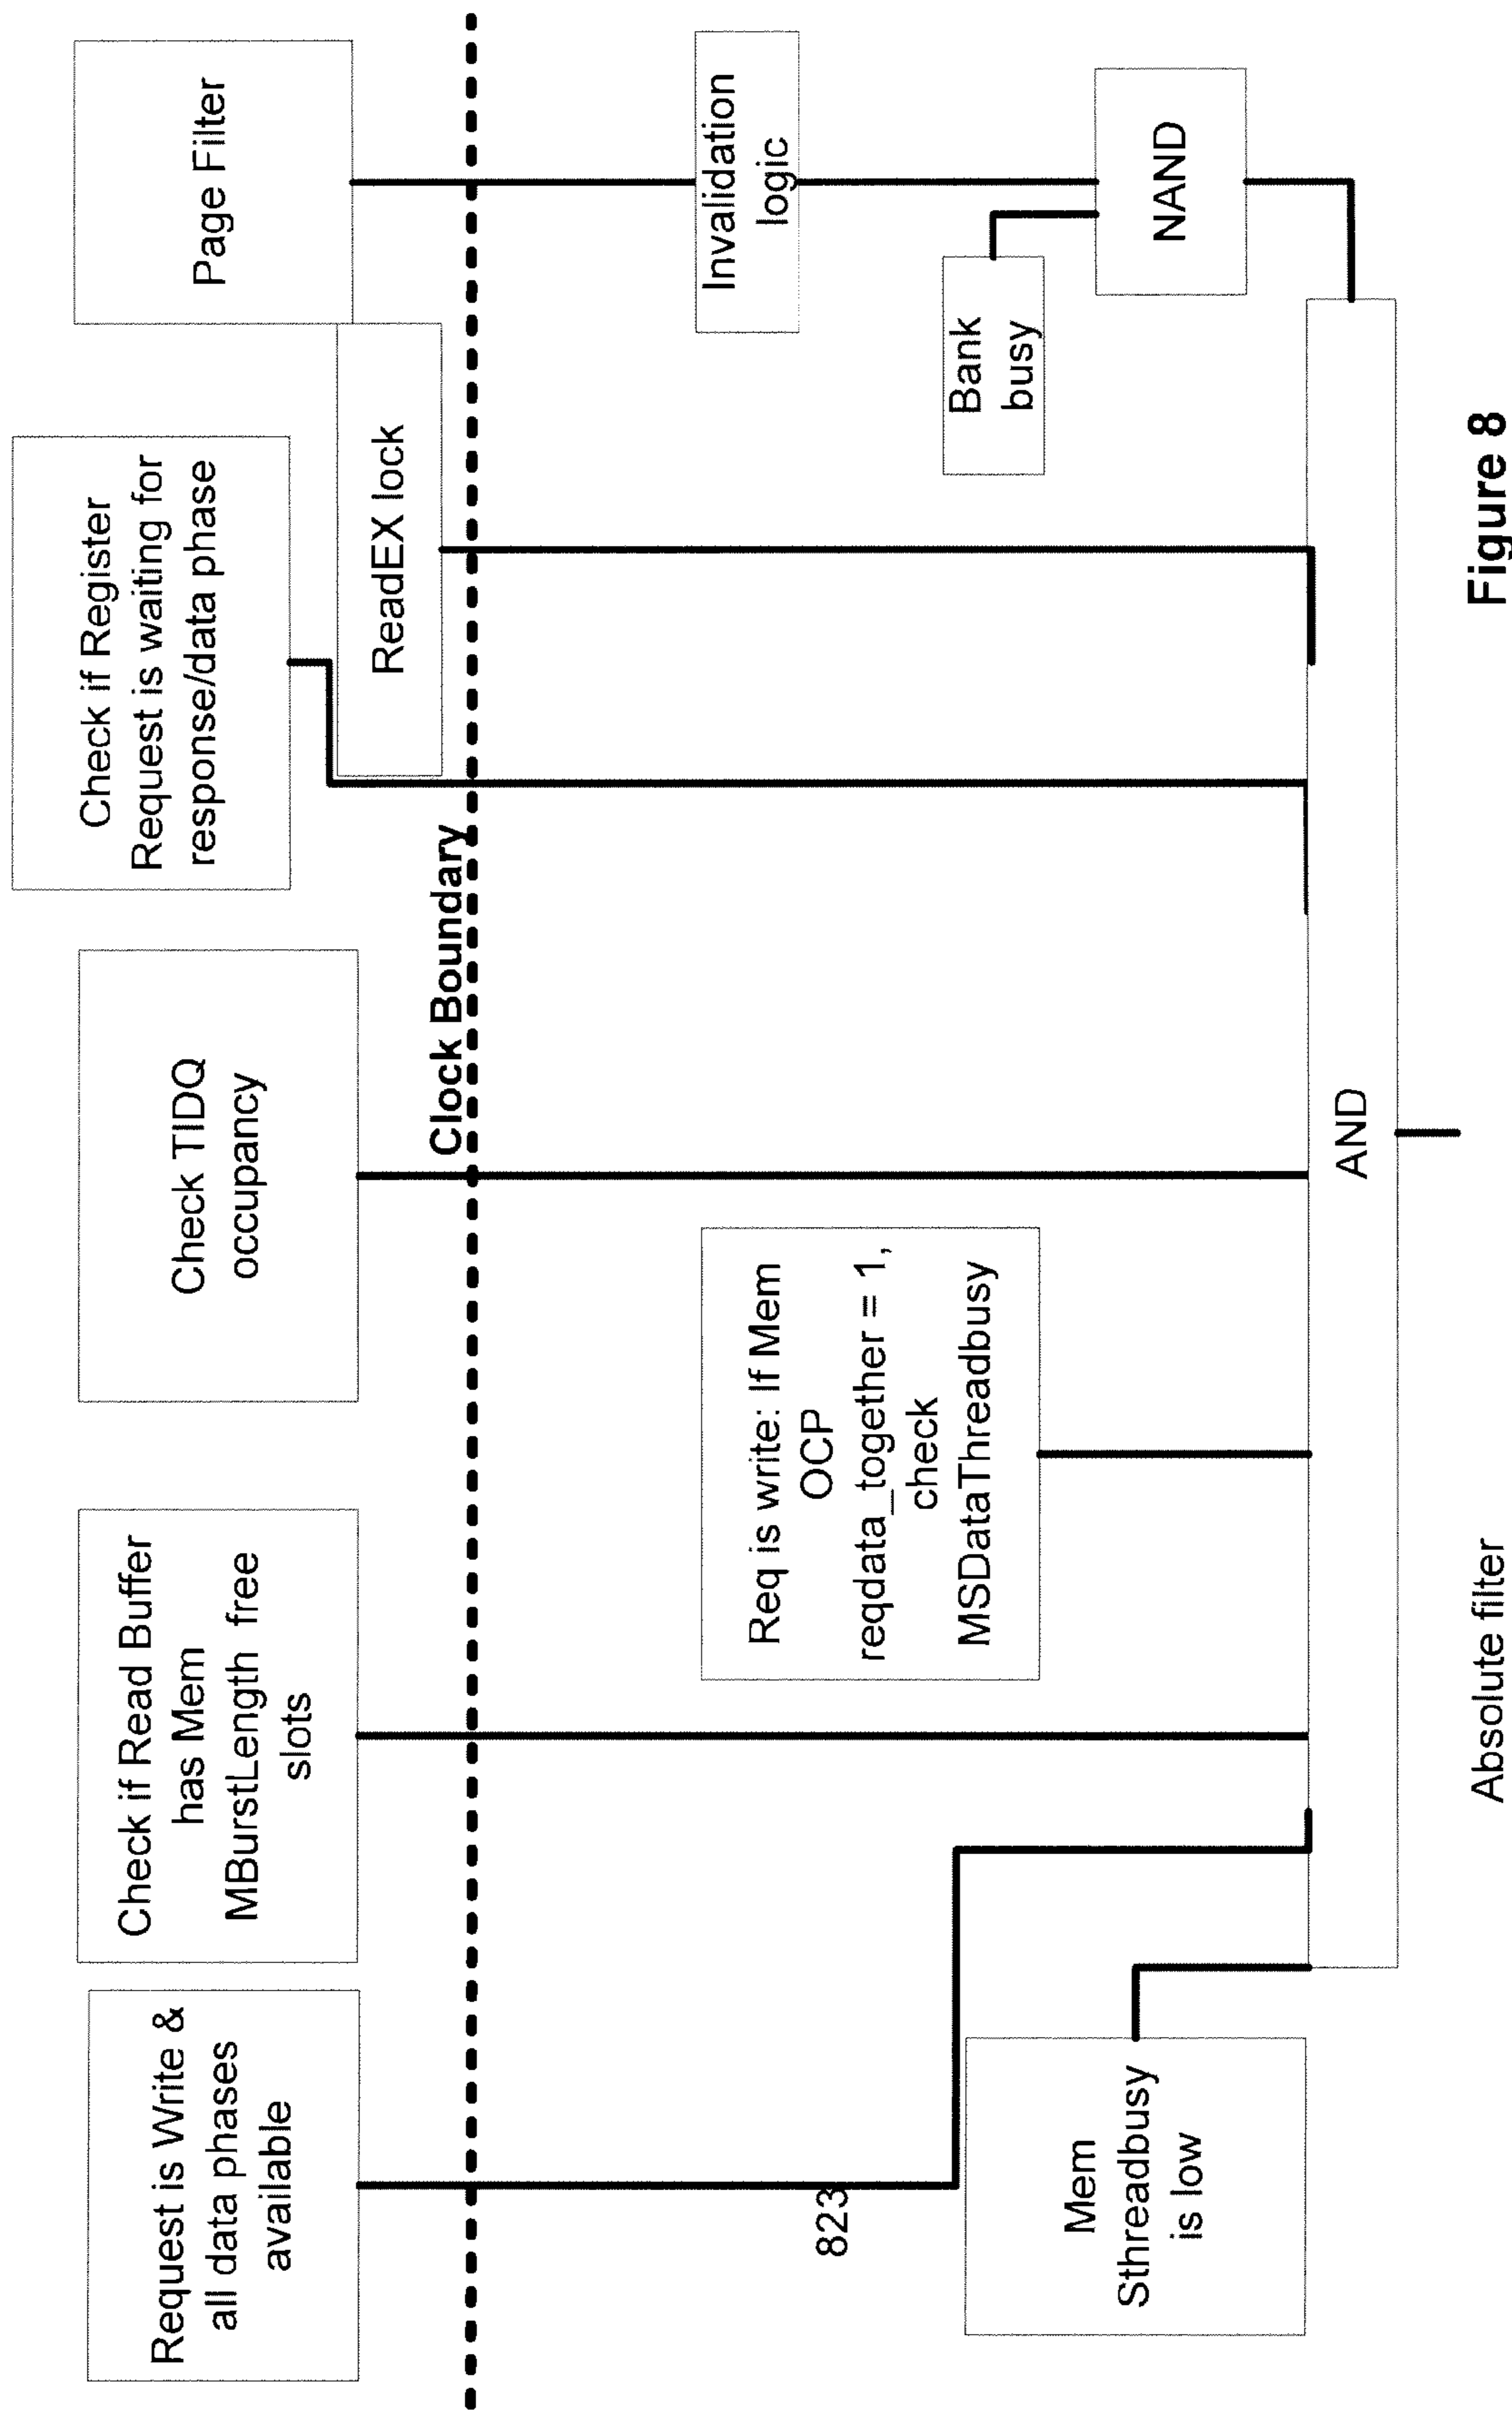 Request is Write &
all data phases
available
Check if Read Buffer
has Mem
MBurstLength free
slots
Check TIDQ
occupancy
Check if Register
Request is waiting for
response/data phase
ReadEX lock
Page Filter
Clock Boundary
823
Req is write: If Mem
OCP
reqdata_together = 1,
check
MSDataThreadbusy
Invalidation
logic
Bank
busy
Mem
Sthreadbusy
is low
NAND
AND
Absolute filter
Figure 8